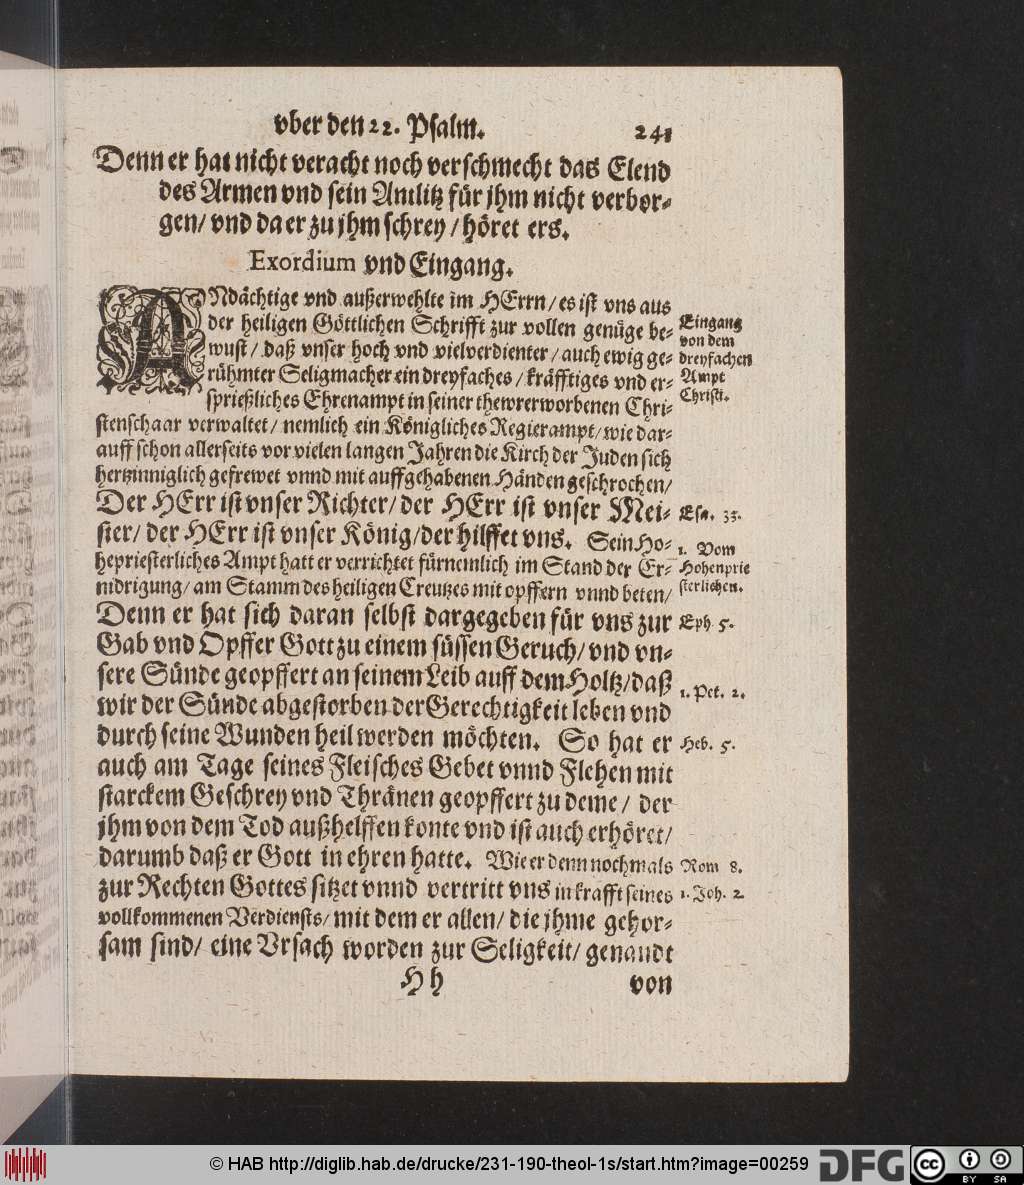 vber den 22. Psalm. 241
Denn er hat nicht veracht noch verschmecht das Elend
des Armen vnd sein Antlitz für jhm nicht verbor-
gen/ vnd da er zu jhm schrey / höret ers.
Exordium vnd Eingang.
ANdächtige vnd außerwehlte im HErrn/ es ist vns aus
der heiligen Göttlichen Schrifft zur vollen genüge be-
wust / daß vnser hoch vnd vielverdienter / auch ewig ge-
rühmter Seligmacher ein dreyfaches / kräfftiges vnd er-
sprießliches Ehrenampt in seiner thewrerworbenen Chri-
stenschaar verwaltet / nemlich ein Königliches Regierampt/ wie dar-
auff schon allerseits vor vielen langen Jahren die Kirch der Juden sich
hertzinniglich gefrewet vnnd mit auffgehabenen Händen geschrochen/
Der HErr ist vnser Richter/ der HErr ist vnser Mei-
ster/ der HErr ist vnser König/ der hilffet vns. Sein Ho-
hepriesterliches Ampt hatt er verrichtet fürnemlich im Stand der Er-
nidrigung/ am Stamm des heiligen Creutzes mit opffern vnnd beten/
Denn er hat sich daran selbst dargegeben für vns zur
Gab vnd Opffer Gott zu einem süssen Geruch/ vnd vn-
sere Sünde geopffert an seinem Leib auff dem Holtz/ daß
wir der Sünde abgestorben der Gerechtigkeit leben vnd
durch seine Wunden heil werden möchten. So hat er
auch am Tage seines Fleisches Gebet vnnd Flehen mit
starckem Geschrey vnd Thränen geopffert zu deme / der
jhm von dem Tod außhelffen konte vnd ist auch erhöret/
darumb daß er Gott in ehren hatte. Wie er denn nochmals
zur Rechten Gottes sitzet vnnd vertritt vns in krafft seines
vollkommenen Verdiensts/ mit dem er allen/ die jhme gehor-
sam sind/ eine Vrsach worden zur Seligkeit/ genandt
Hh von
Eingang
von dem
dreyfachen
Ampt
Christi.
Esa. 33.
1. Vom
Hohenprie
sterlichen.
Eph 5.
1. Pet. 2.
Heb. 5.
Rom 8.
1. Joh. 2
© HAB http://diglib.hab.de/drucke/231-190-theol-1s/start.htm?image=00259
DFG
cc BY SA